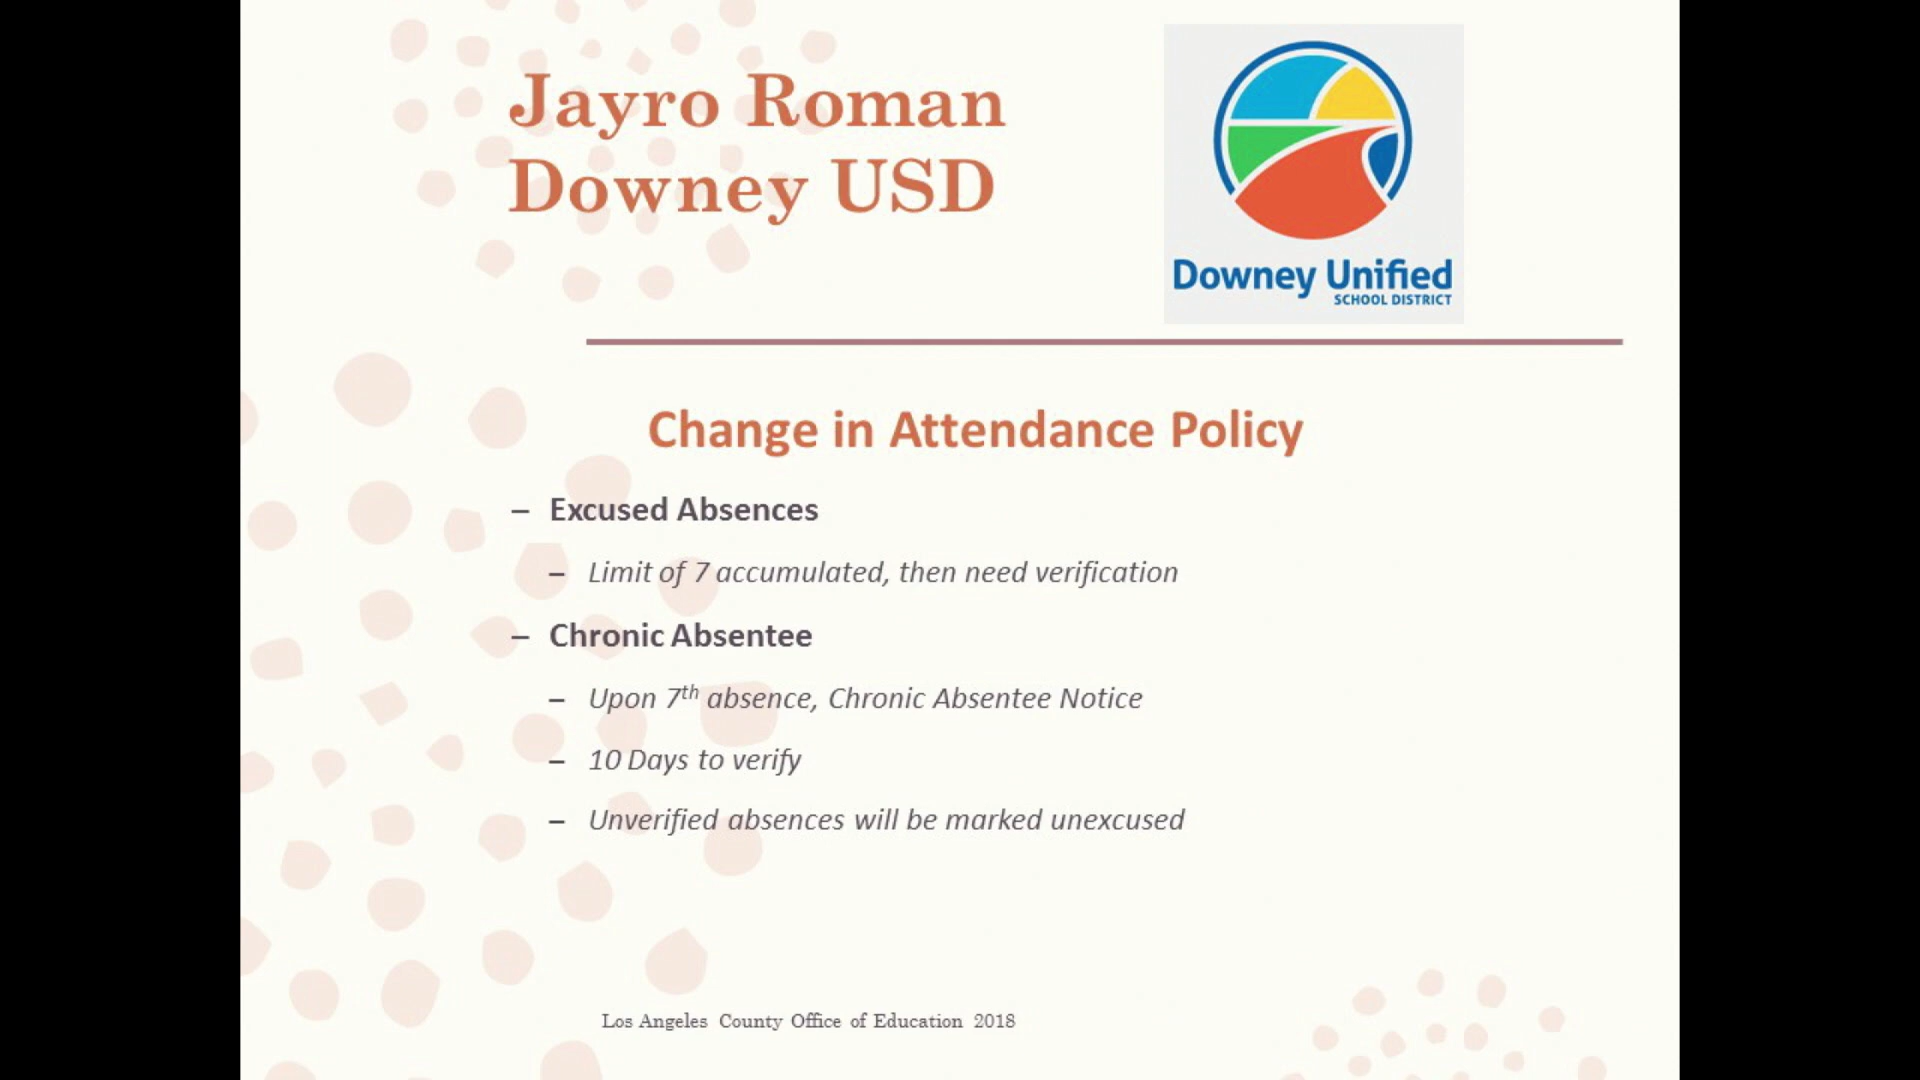 Jayro Roman
Downey USD
Downey Unified
SCHOOL DISTRICT
Change in Attendance Policy
– Excused Absences
– Limit of 7 accumulated, then need verification
– Chronic Absentee
– Upon 7th absence, Chronic Absentee Notice
– 10 Days to verify
– Unverified absences will be marked unexcused
Los Angeles County Office of Education 2018